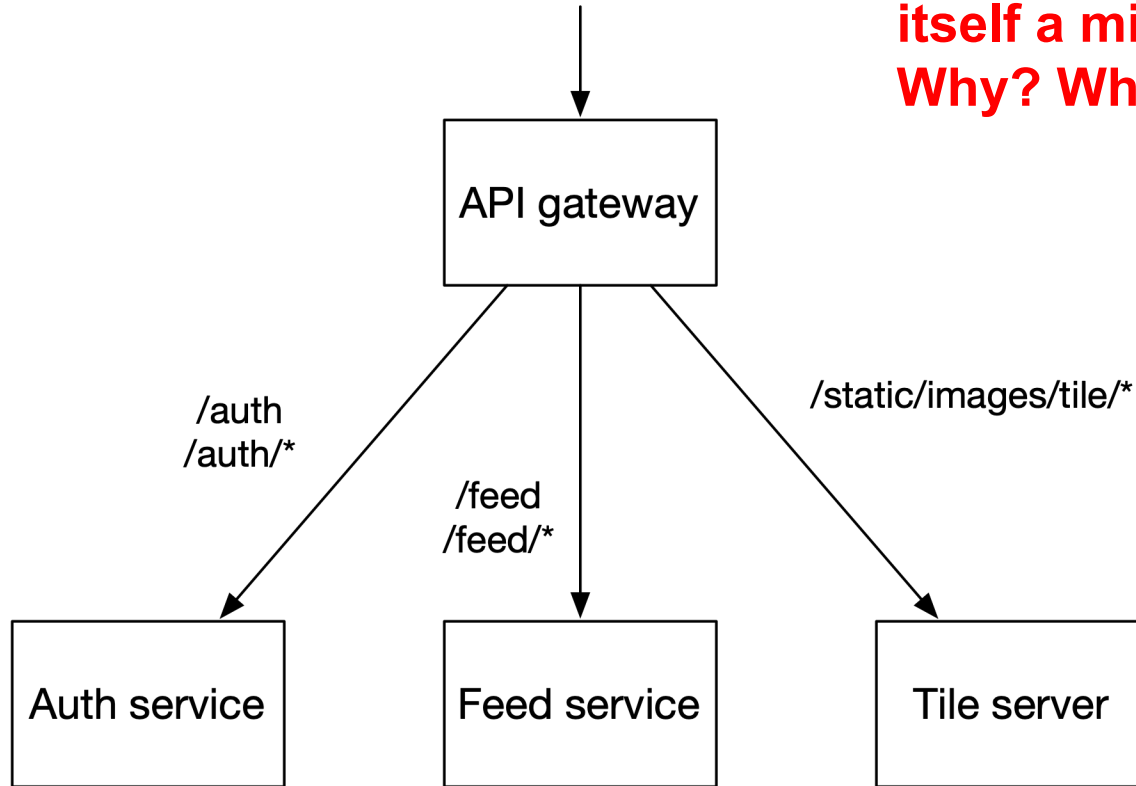 itself a mi
Why? Wh
API gateway
/auth
/auth/*
/feed
/feed/*
/static/images/tile/*
Auth service
Feed service
Tile server